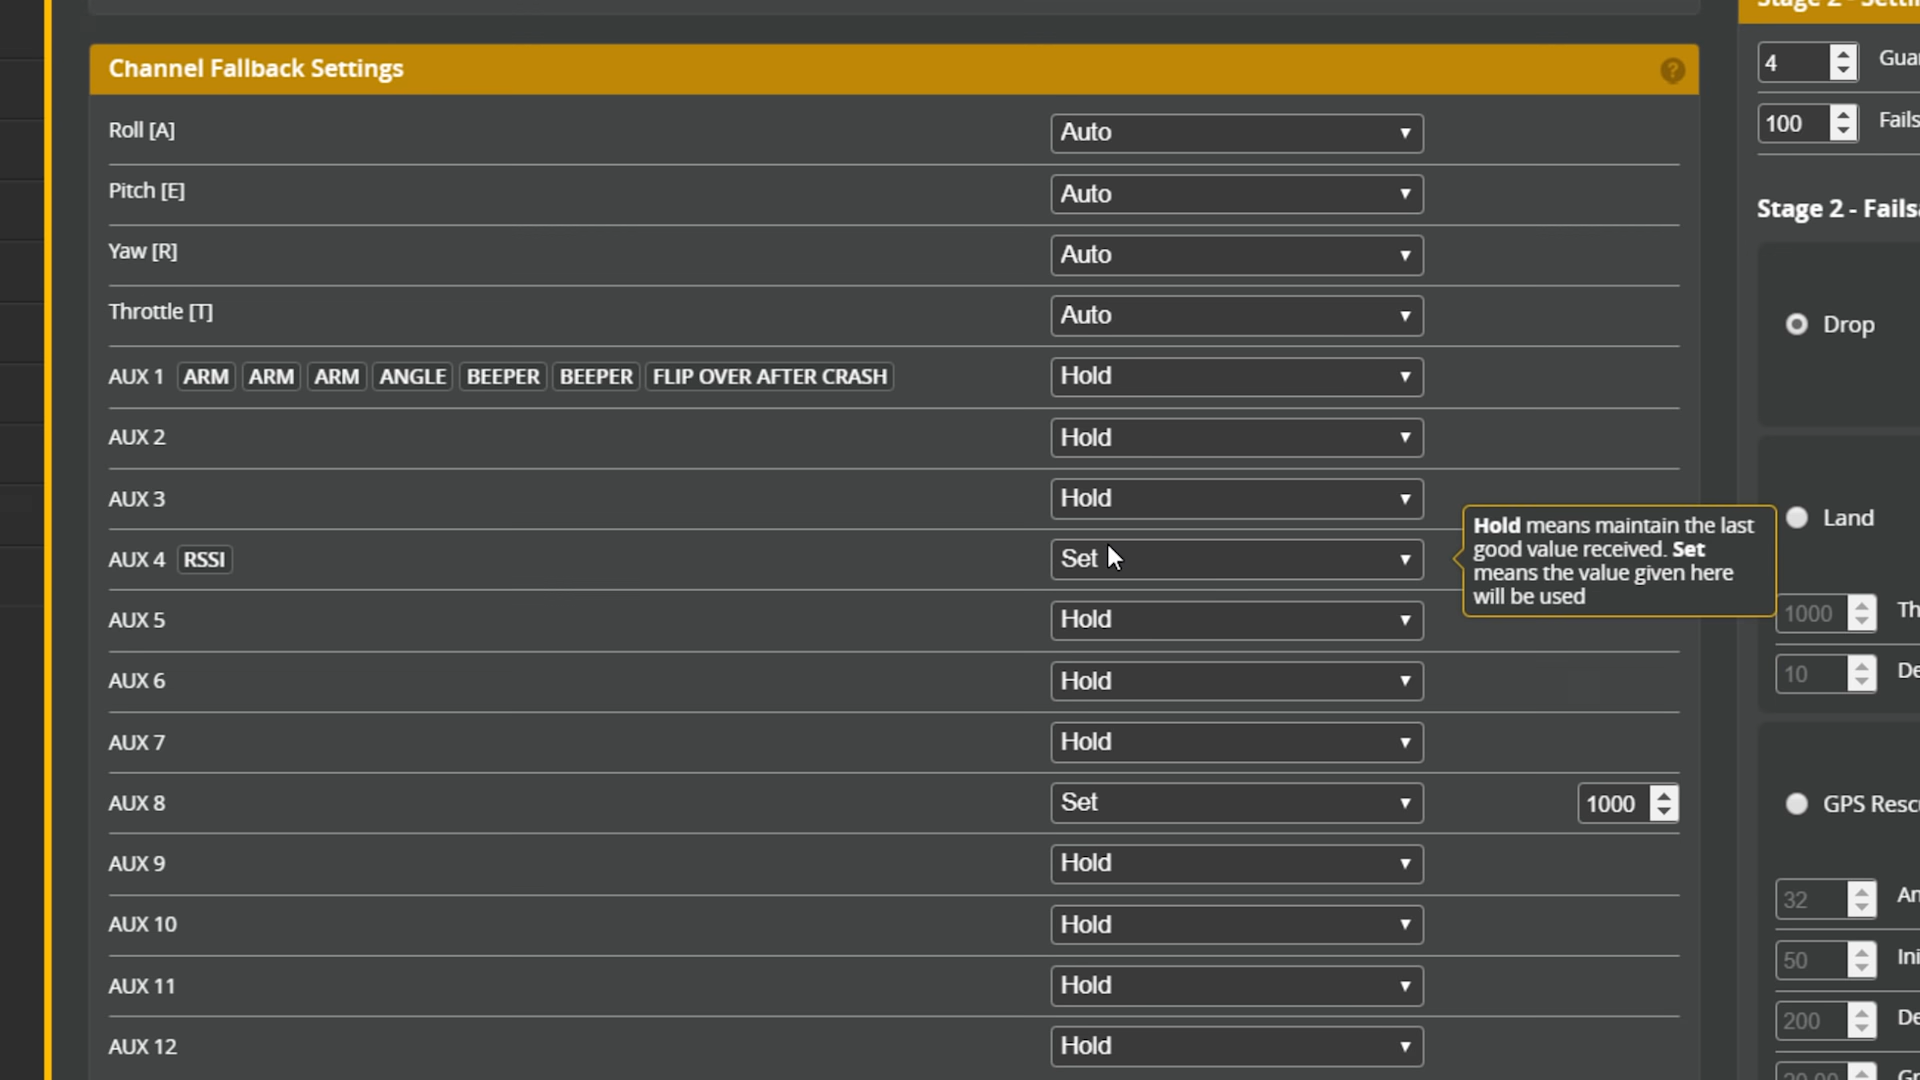 Channel Fallback Settings
?
Roll [A] Auto
Pitch [E] Auto
Yaw [R] Auto
Throttle [T] Auto
AUX 1 ARM ARM ARM ANGLE BEEPER BEEPER FLIP OVER AFTER CRASH Hold
AUX 2 Hold
AUX 3 Hold
AUX 4 RSSI Set
AUX 5 Hold
AUX 6 Hold
AUX 7 Hold
AUX 8 Set 1000
AUX 9 Hold
AUX 10 Hold
AUX 11 Hold
AUX 12 Hold
Hold means maintain the last
good value received. Set
means the value given here
will be used
Stage 2 -
4
100
Stage 2 -
Drop
Land
1000
10
GPS
32
50
200